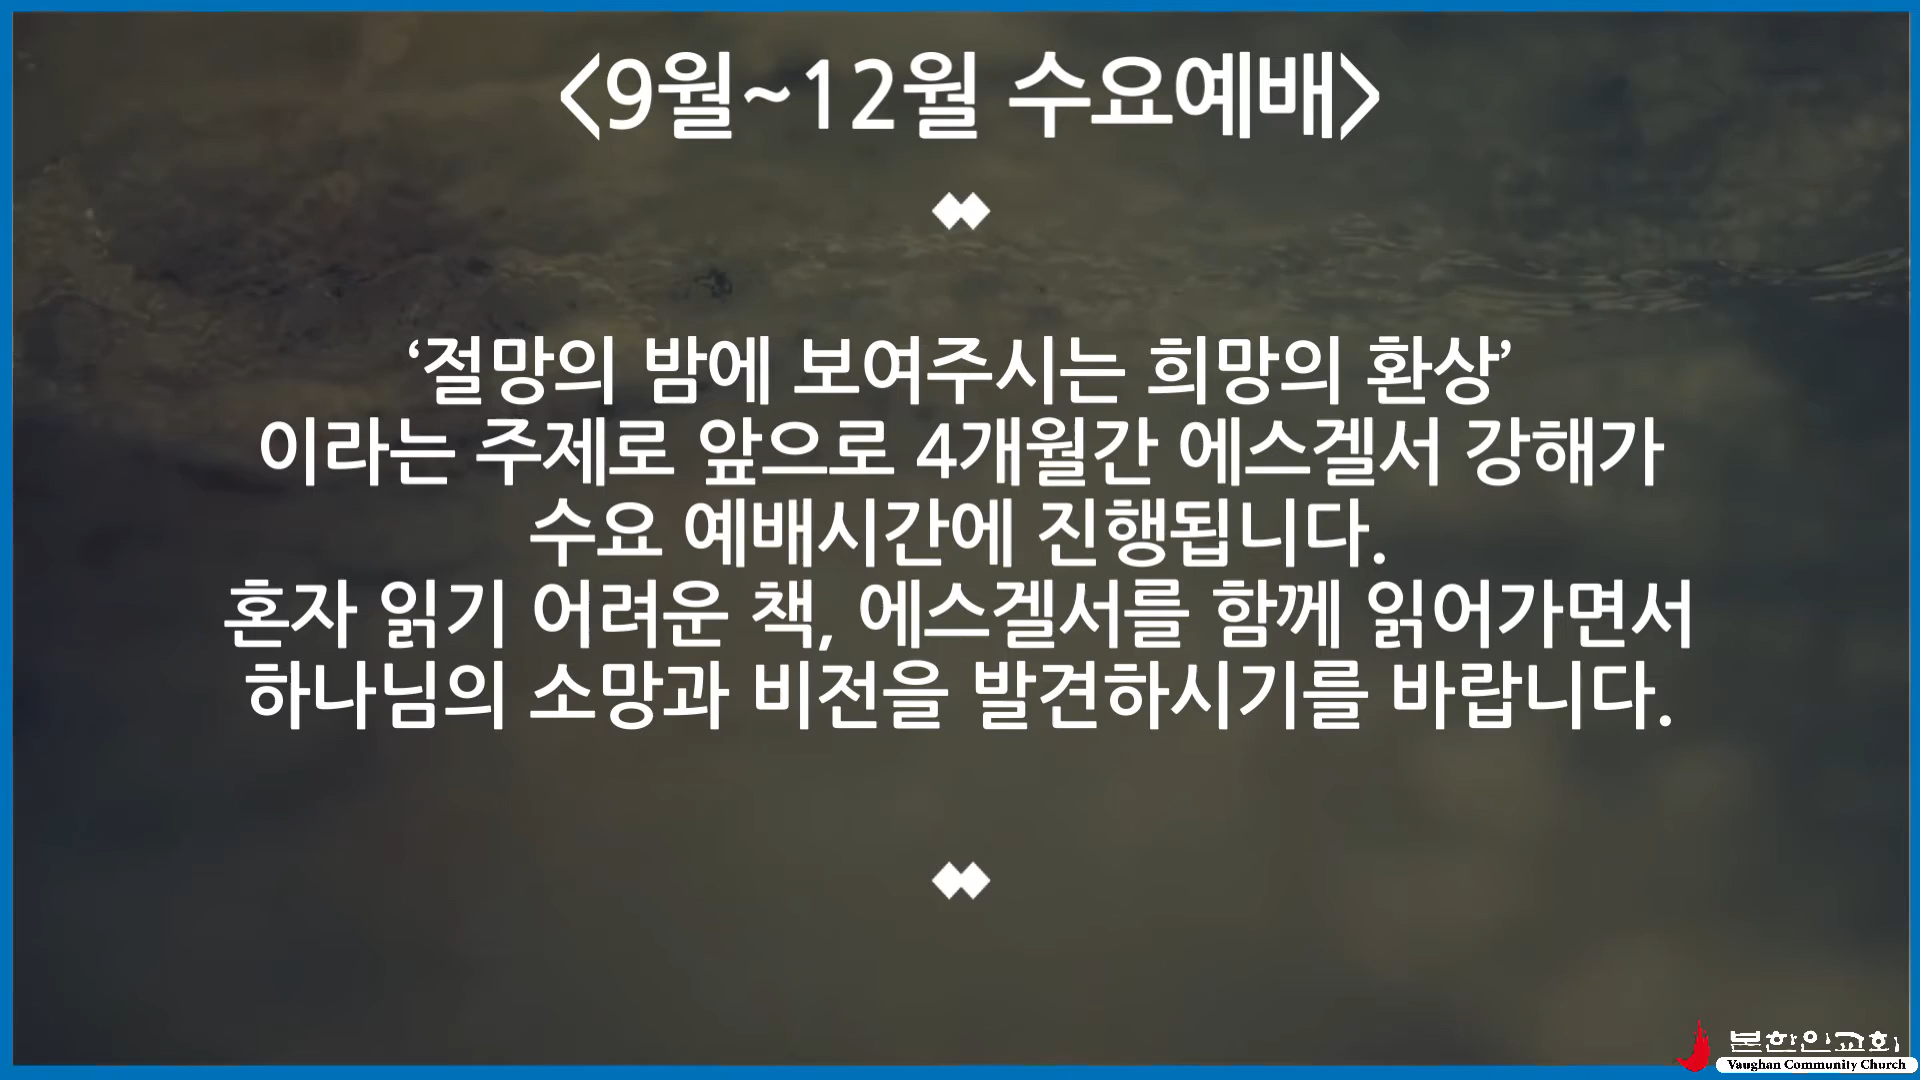 <9월~12월 수요예배>
‘절망의 밤에 보여주시는 희망의 환상’
이라는 주제로 앞으로 4개월간 에스겔서 강해가
수요 예배시간에 진행됩니다.
혼자 읽기 어려운 책, 에스겔서를 함께 읽어가면서
하나님의 소망과 비전을 발견하시기를 바랍니다.
본한인교회
Vaughan Community Church